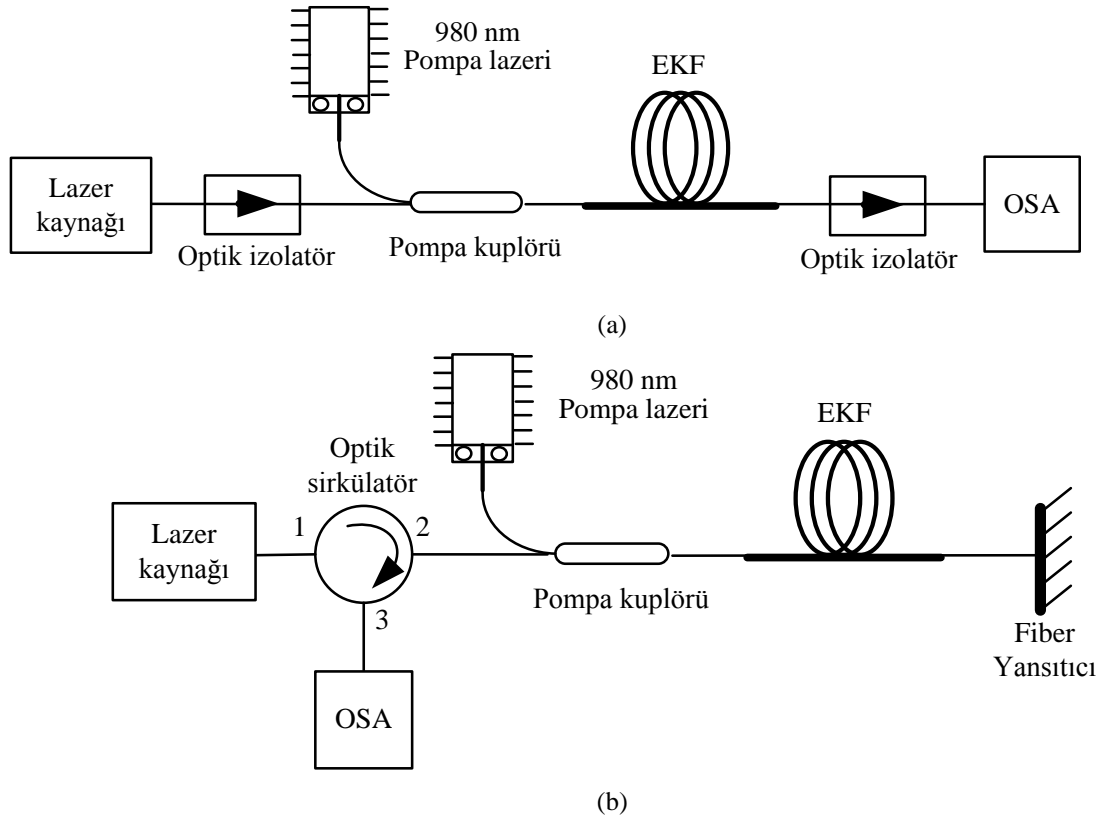 980 nm
Pompa lazeri
EKF
Lazer
kaynağı
OSA
Optik izolatör
Pompa kuplörü
Optik izolatör
(a)
980 nm
Pompa lazeri
EKF
Optik
sirkülatör
Lazer
kaynağı
1
2
3
Pompa kuplörü
Fiber
Yansıtıcı
OSA
(b)